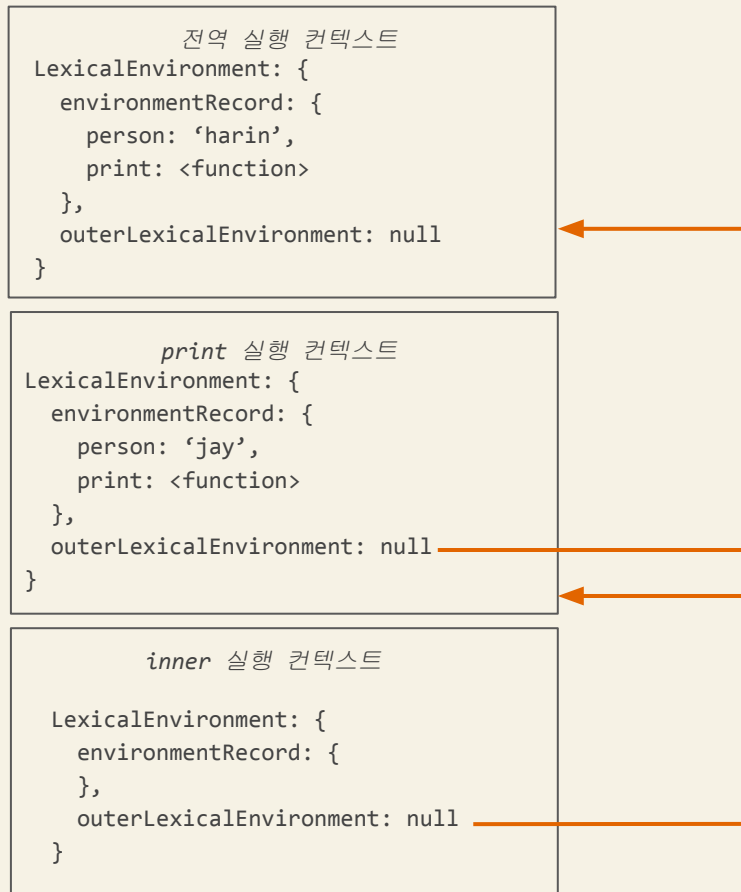 전역 실행 컨텍스트
LexicalEnvironment: {
environmentRecord: {
person: ‘harin’,
print: <function>
},
outerLexicalEnvironment: null
}
print 실행 컨텍스트
LexicalEnvironment: {
environmentRecord: {
person: ‘jay’,
print: <function>
},
outerLexicalEnvironment: null
}
inner 실행 컨텍스트
LexicalEnvironment: {
environmentRecord: {
},
outerLexicalEnvironment: null
}